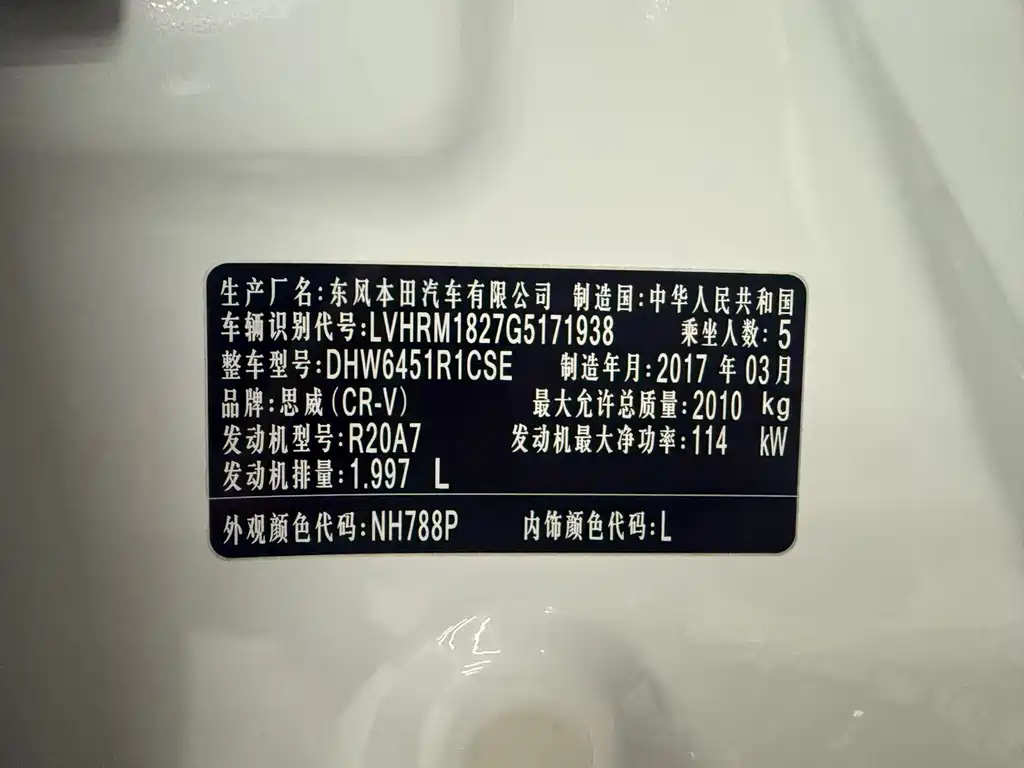 生产厂名:东风本田汽车有限公司 制造国:中华人民共和国
车辆识别代号:LVHRM1827G5171938 乘坐人数:5
整车型号:DHW6451R1CSE 制造年月:2017 年 03月
品牌:思威(CR-V) 最大允许总质量:2010 kg
发动机型号:R20A7 发动机最大净功率:114 kW
发动机排量:1.997 L
外观颜色代码:NH788P 内饰颜色代码:L